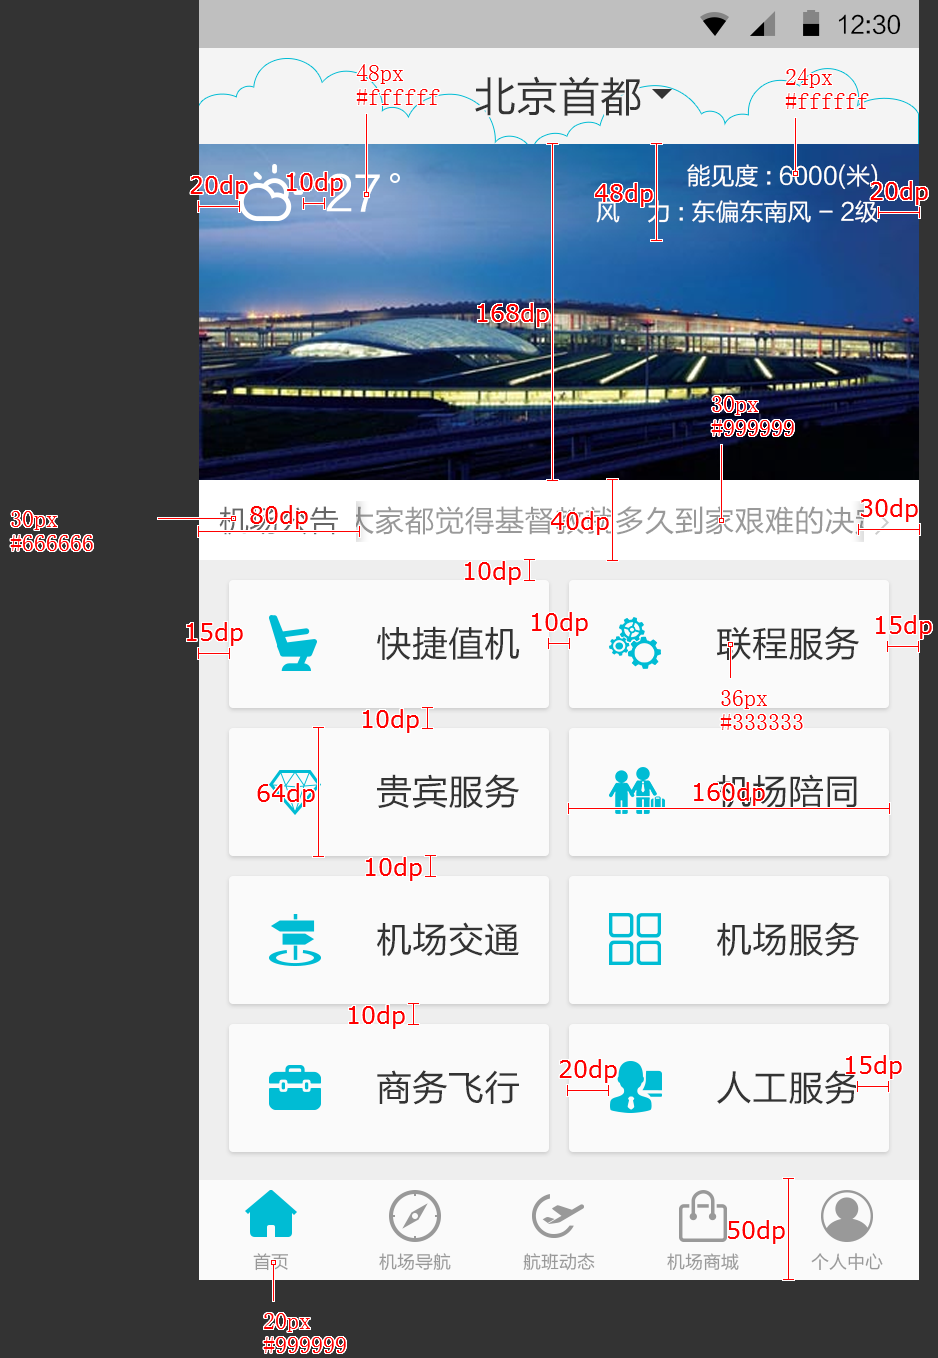 12:30
48px
#ffffff
北京首都
24px
#ffffff
20dp
10dp
27°
48dp
能见度 : 6000(米)
20dp
风 力 : 东偏东南风 – 2级
168dp
30px
#999999
30px
#666666
机场公告
80dp
大家都觉得基督教我多久到家艰难的决定
40dp
30dp
10dp
15dp
快捷值机
10dp
联程服务
15dp
36px
#333333
10dp
64dp
贵宾服务
机场陪同
160dp
10dp
机场交通
机场服务
10dp
商务飞行
20dp
人工服务
15dp
50dp
首页
机场导航
航班动态
机场商城
个人中心
20px
#999999